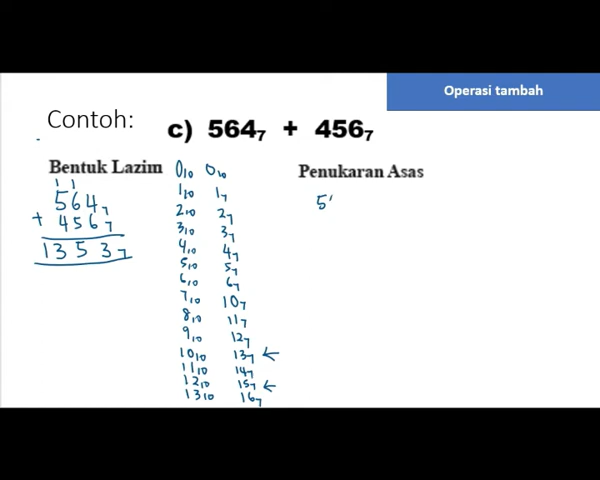 Operasi tambah
Contoh:
c) 564₇ + 456₇
Bentuk Lazim
Penukaran Asas
1 1
564₇
+ 456₇
1353₇
0₁₀ 0₁₀
1₁₀ 1₇
2₁₀ 2₇
3₁₀ 3₇
4₁₀ 4₇
5₁₀ 5₇
6₁₀ 6₇
7₁₀ 10₇
8₁₀ 11₇
9₁₀ 12₇
10₁₀ 13₇ ←
11₁₀ 14₇
12₁₀ 15₇ ←
13₁₀ 16₇
5